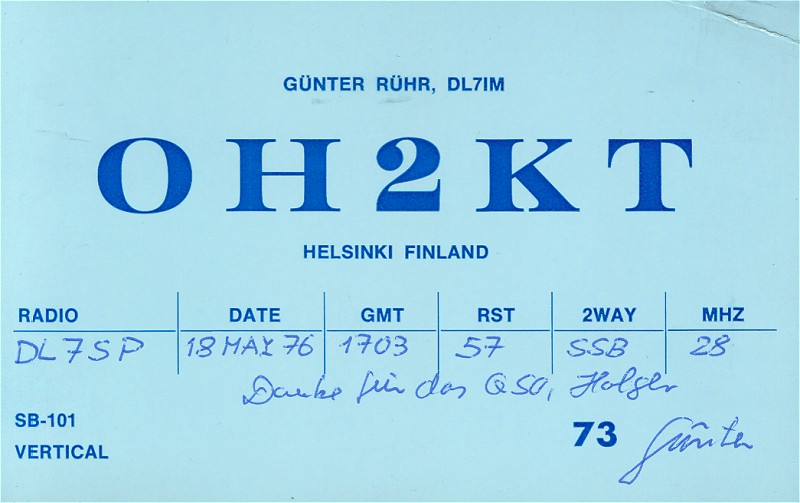 GÜNTER RÜHR, DL7IM
OH2KT
HELSINKI FINLAND
RADIO DATE GMT RST 2WAY MHZ
DL7SP 18 MAI 76 1703 57 SSB 28
Danke für das QSO, Holger
SB-101
VERTICAL
73 Günter